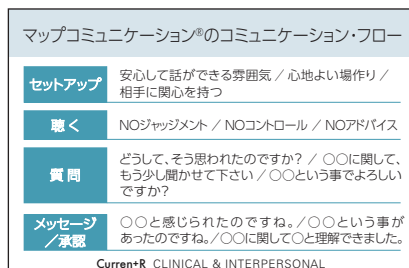 マップコミュニケーション®のコミュニケーション・フロー
セットアップ
安心して話ができる雰囲気 / 心地よい場作り /
相手に関心を持つ
聴く
NOジャッジメント / NOコントロール / NOアドバイス
質問
どうして、そう思われたのですか? / ○○に関して、
もう少し聞かせて下さい / ○○という事でよろしい
ですか?
メッセージ
/承認
○○と感じられたのですね。/○○という事が
あったのですね。/○○に関して○と理解できました。
Curren+R CLINICAL & INTERPERSONAL